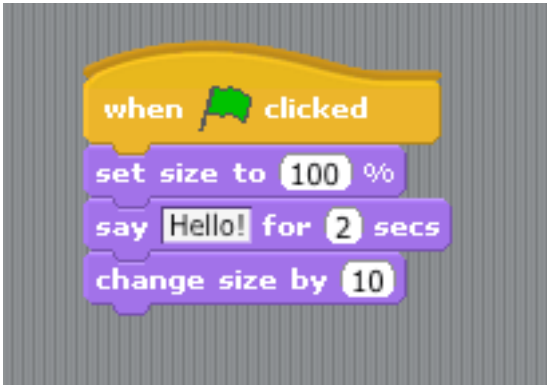 when clicked
set size to 100 %
say Hello! for 2 secs
change size by 10